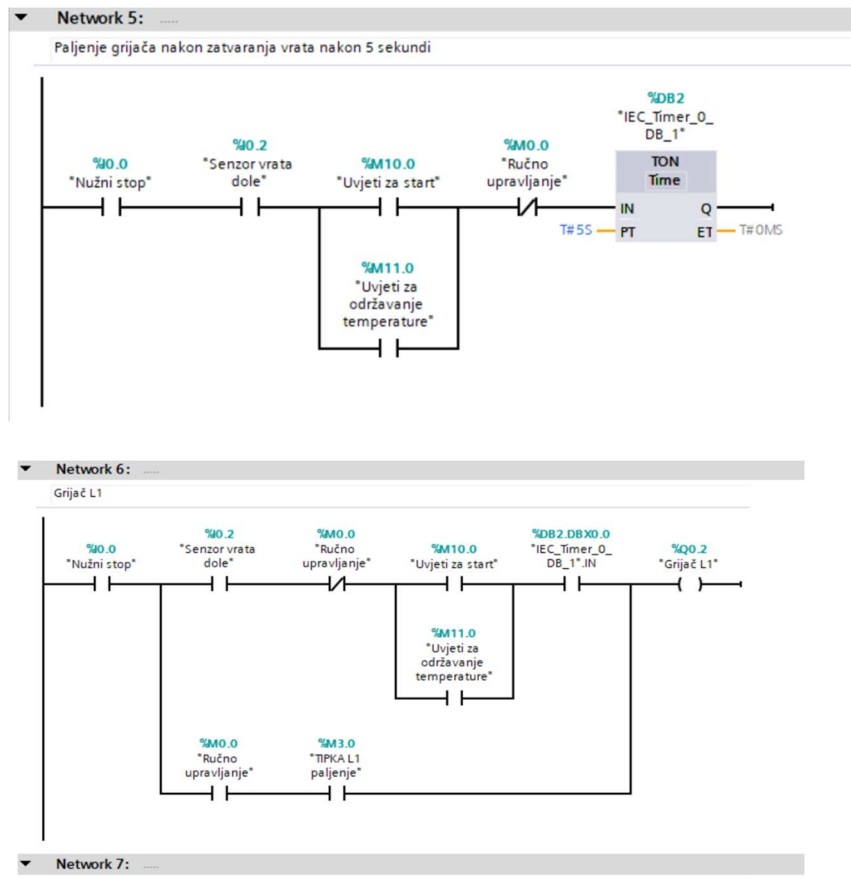 Network 5: .....
Paljenje grijača nakon zatvaranja vrata nakon 5 sekundi
%DB2
"IEC_Timer_0_
DB_1"
%I0.0
"Nužni stop"
%I0.2
"Senzor vrata
dole"
%M10.0
"Uvjeti za start"
%M0.0
"Ručno
upravljanje"
TON
Time
IN
Q
T#5S
PT
ET
T#0MS
%M11.0
"Uvjeti za
održavanje
temperature"
Network 6: .....
Grijač L1
%I0.0
"Nužni stop"
%I0.2
"Senzor vrata
dole"
%M0.0
"Ručno
upravljanje"
%M10.0
"Uvjeti za start"
%DB2.DBX0.0
"IEC_Timer_0_
DB_1".IN
%Q0.2
"Grijač L1"
%M11.0
"Uvjeti za
održavanje
temperature"
%M0.0
"Ručno
upravljanje"
%M3.0
"TIPKA L1
paljenje"
Network 7: .....